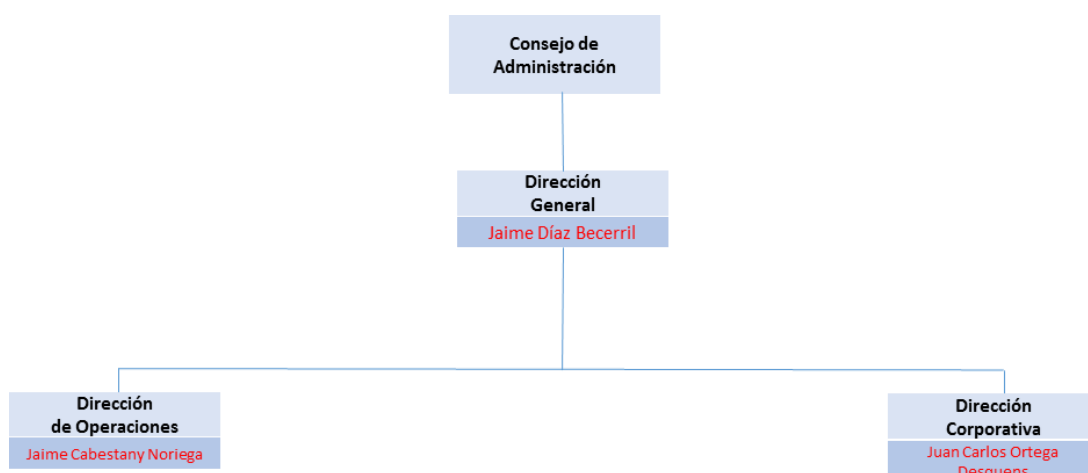 Consejo de
Administración
Dirección
General
Jaime Díaz Becerril
Dirección
de Operaciones
Jaime Cabestany Noriega
Dirección
Corporativa
Juan Carlos Ortega
Desquens